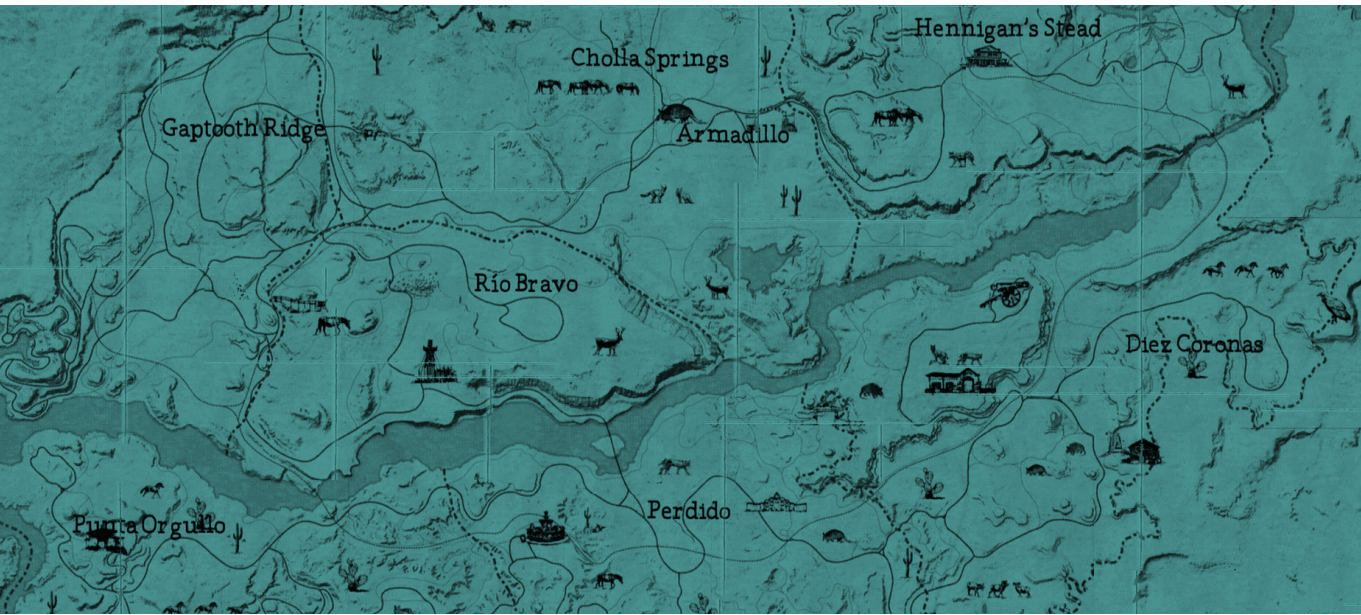 Hennigan's Stead
Cholla Springs
Gaptooth Ridge
Armadillo
Río Bravo
Diez Coronas
Perdido
Punta Orgullo